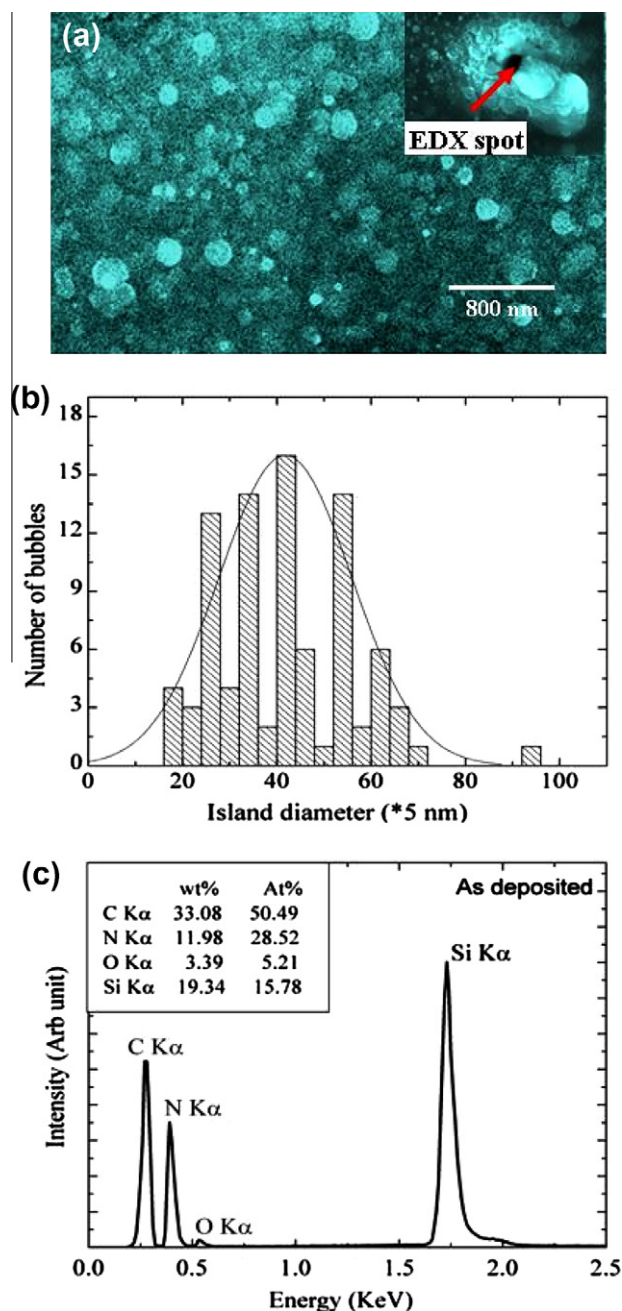 (a)
EDX spot
800 nm
(b)
18
15
12
9
6
3
0
Number of bubbles
0 20 40 60 80 100
Island diameter (*5 nm)
(c)
As deposited
wt% At%
C Kα 33.08 50.49
N Kα 11.98 28.52
O Kα 3.39 5.21
Si Kα 19.34 15.78
Si Kα
C Kα
N Kα
O Kα
Intensity (Arb unit)
0.0 0.5 1.0 1.5 2.0 2.5
Energy (KeV)